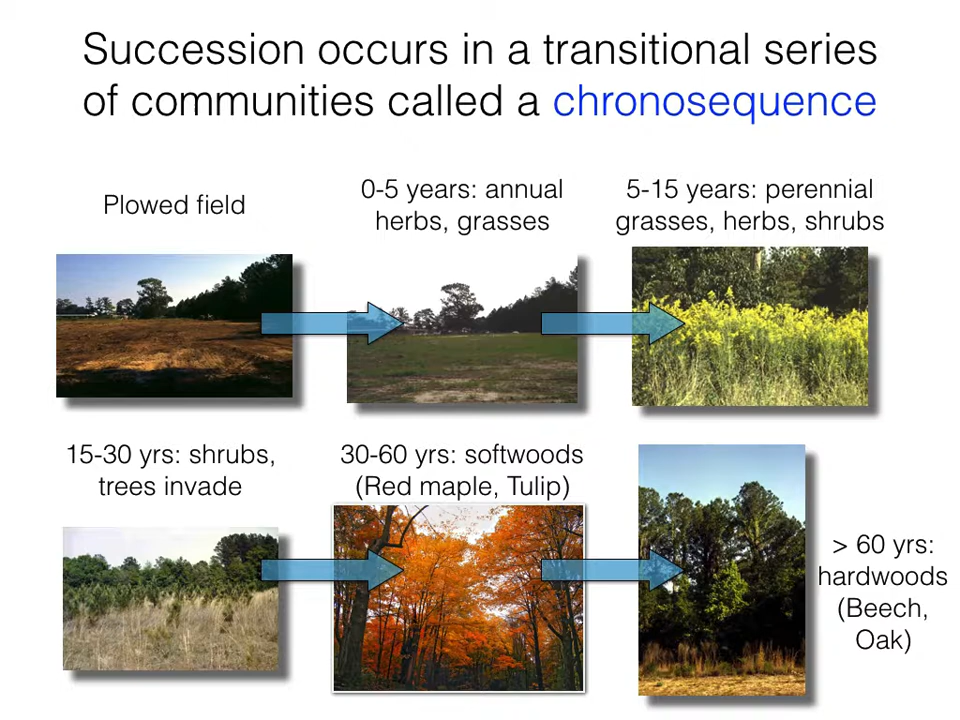 Succession occurs in a transitional series
of communities called a chronosequence
Plowed field
0-5 years: annual
herbs, grasses
5-15 years: perennial
grasses, herbs, shrubs
15-30 yrs: shrubs,
trees invade
30-60 yrs: softwoods
(Red maple, Tulip)
> 60 yrs:
hardwoods
(Beech,
Oak)